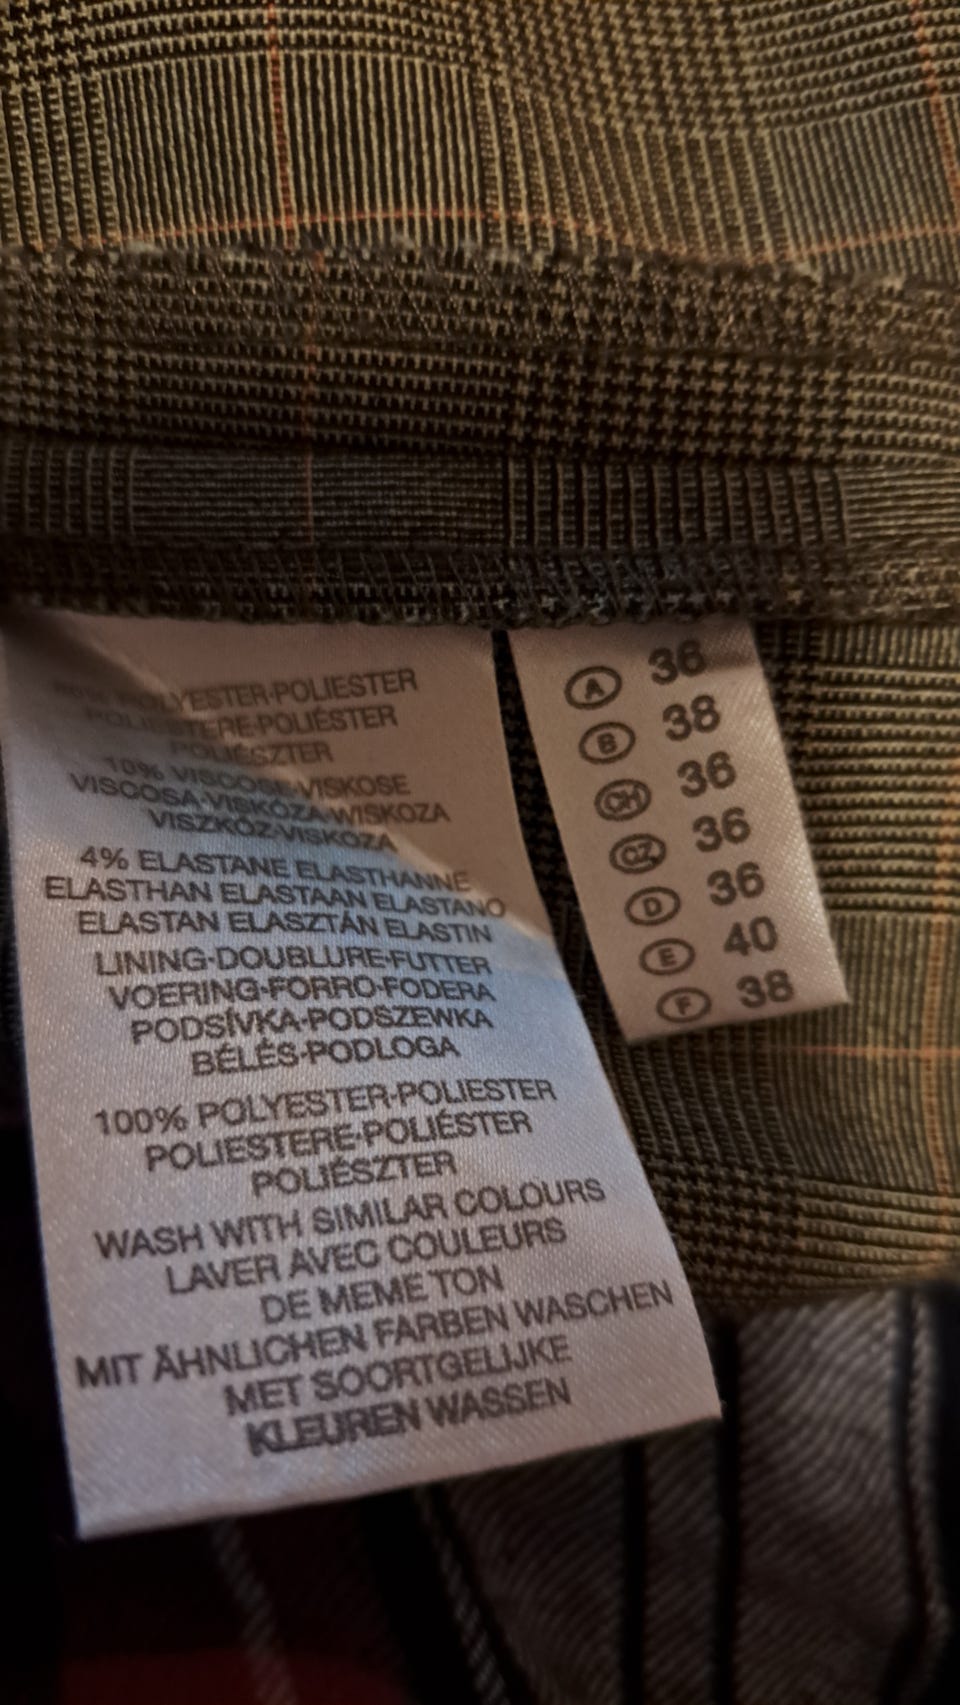 POLYESTER·POLIESTER
POLIESTERE·POLIÉSTER
POLIÉSZTER
10% VISCOSE·VISKOSE
VISCOSA·VISKÓZA·WISKOZA
VISZKÓZ·VISKOZA
4% ELASTANE ELASTHANNE
ELASTHAN ELASTAAN ELASTANO
ELASTAN ELASZTÁN ELASTIN
LINING·DOUBLURE·FUTTER
VOERING·FORRO·FODERA
PODSÍVKA·PODSZEWKA
BÉLÉS·PODLOGA
100% POLYESTER·POLIESTER
POLIESTERE·POLIÉSTER
POLIÉSZTER
WASH WITH SIMILAR COLOURS
LAVER AVEC COULEURS
DE MEME TON
MIT ÄHNLICHEN FARBEN WASCHEN
MET SOORTGELIJKE
KLEUREN WASSEN
A 36
B 38
CH 36
CZ 36
D 36
E 40
F 38